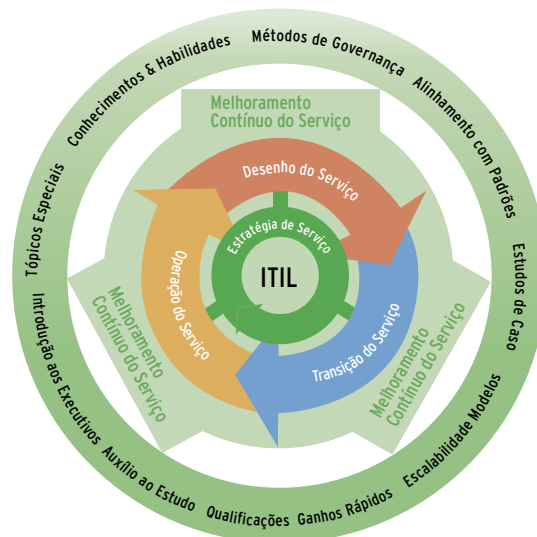 Conhecimentos & Habilidades
Métodos de Governança
Alinhamento com Padrões
Estudos de Caso
Escalabilidade Modelos
Ganhos Rápidos
Qualificações
Auxílio ao Estudo
Introdução aos Executivos
Tópicos Especiais
Melhoramento
Contínuo do Serviço
Desenho do Serviço
Estratégia de Serviço
ITIL
Operação do Serviço
Transição do Serviço
Melhoramento
Contínuo do Serviço
Melhoramento
Contínuo do Serviço